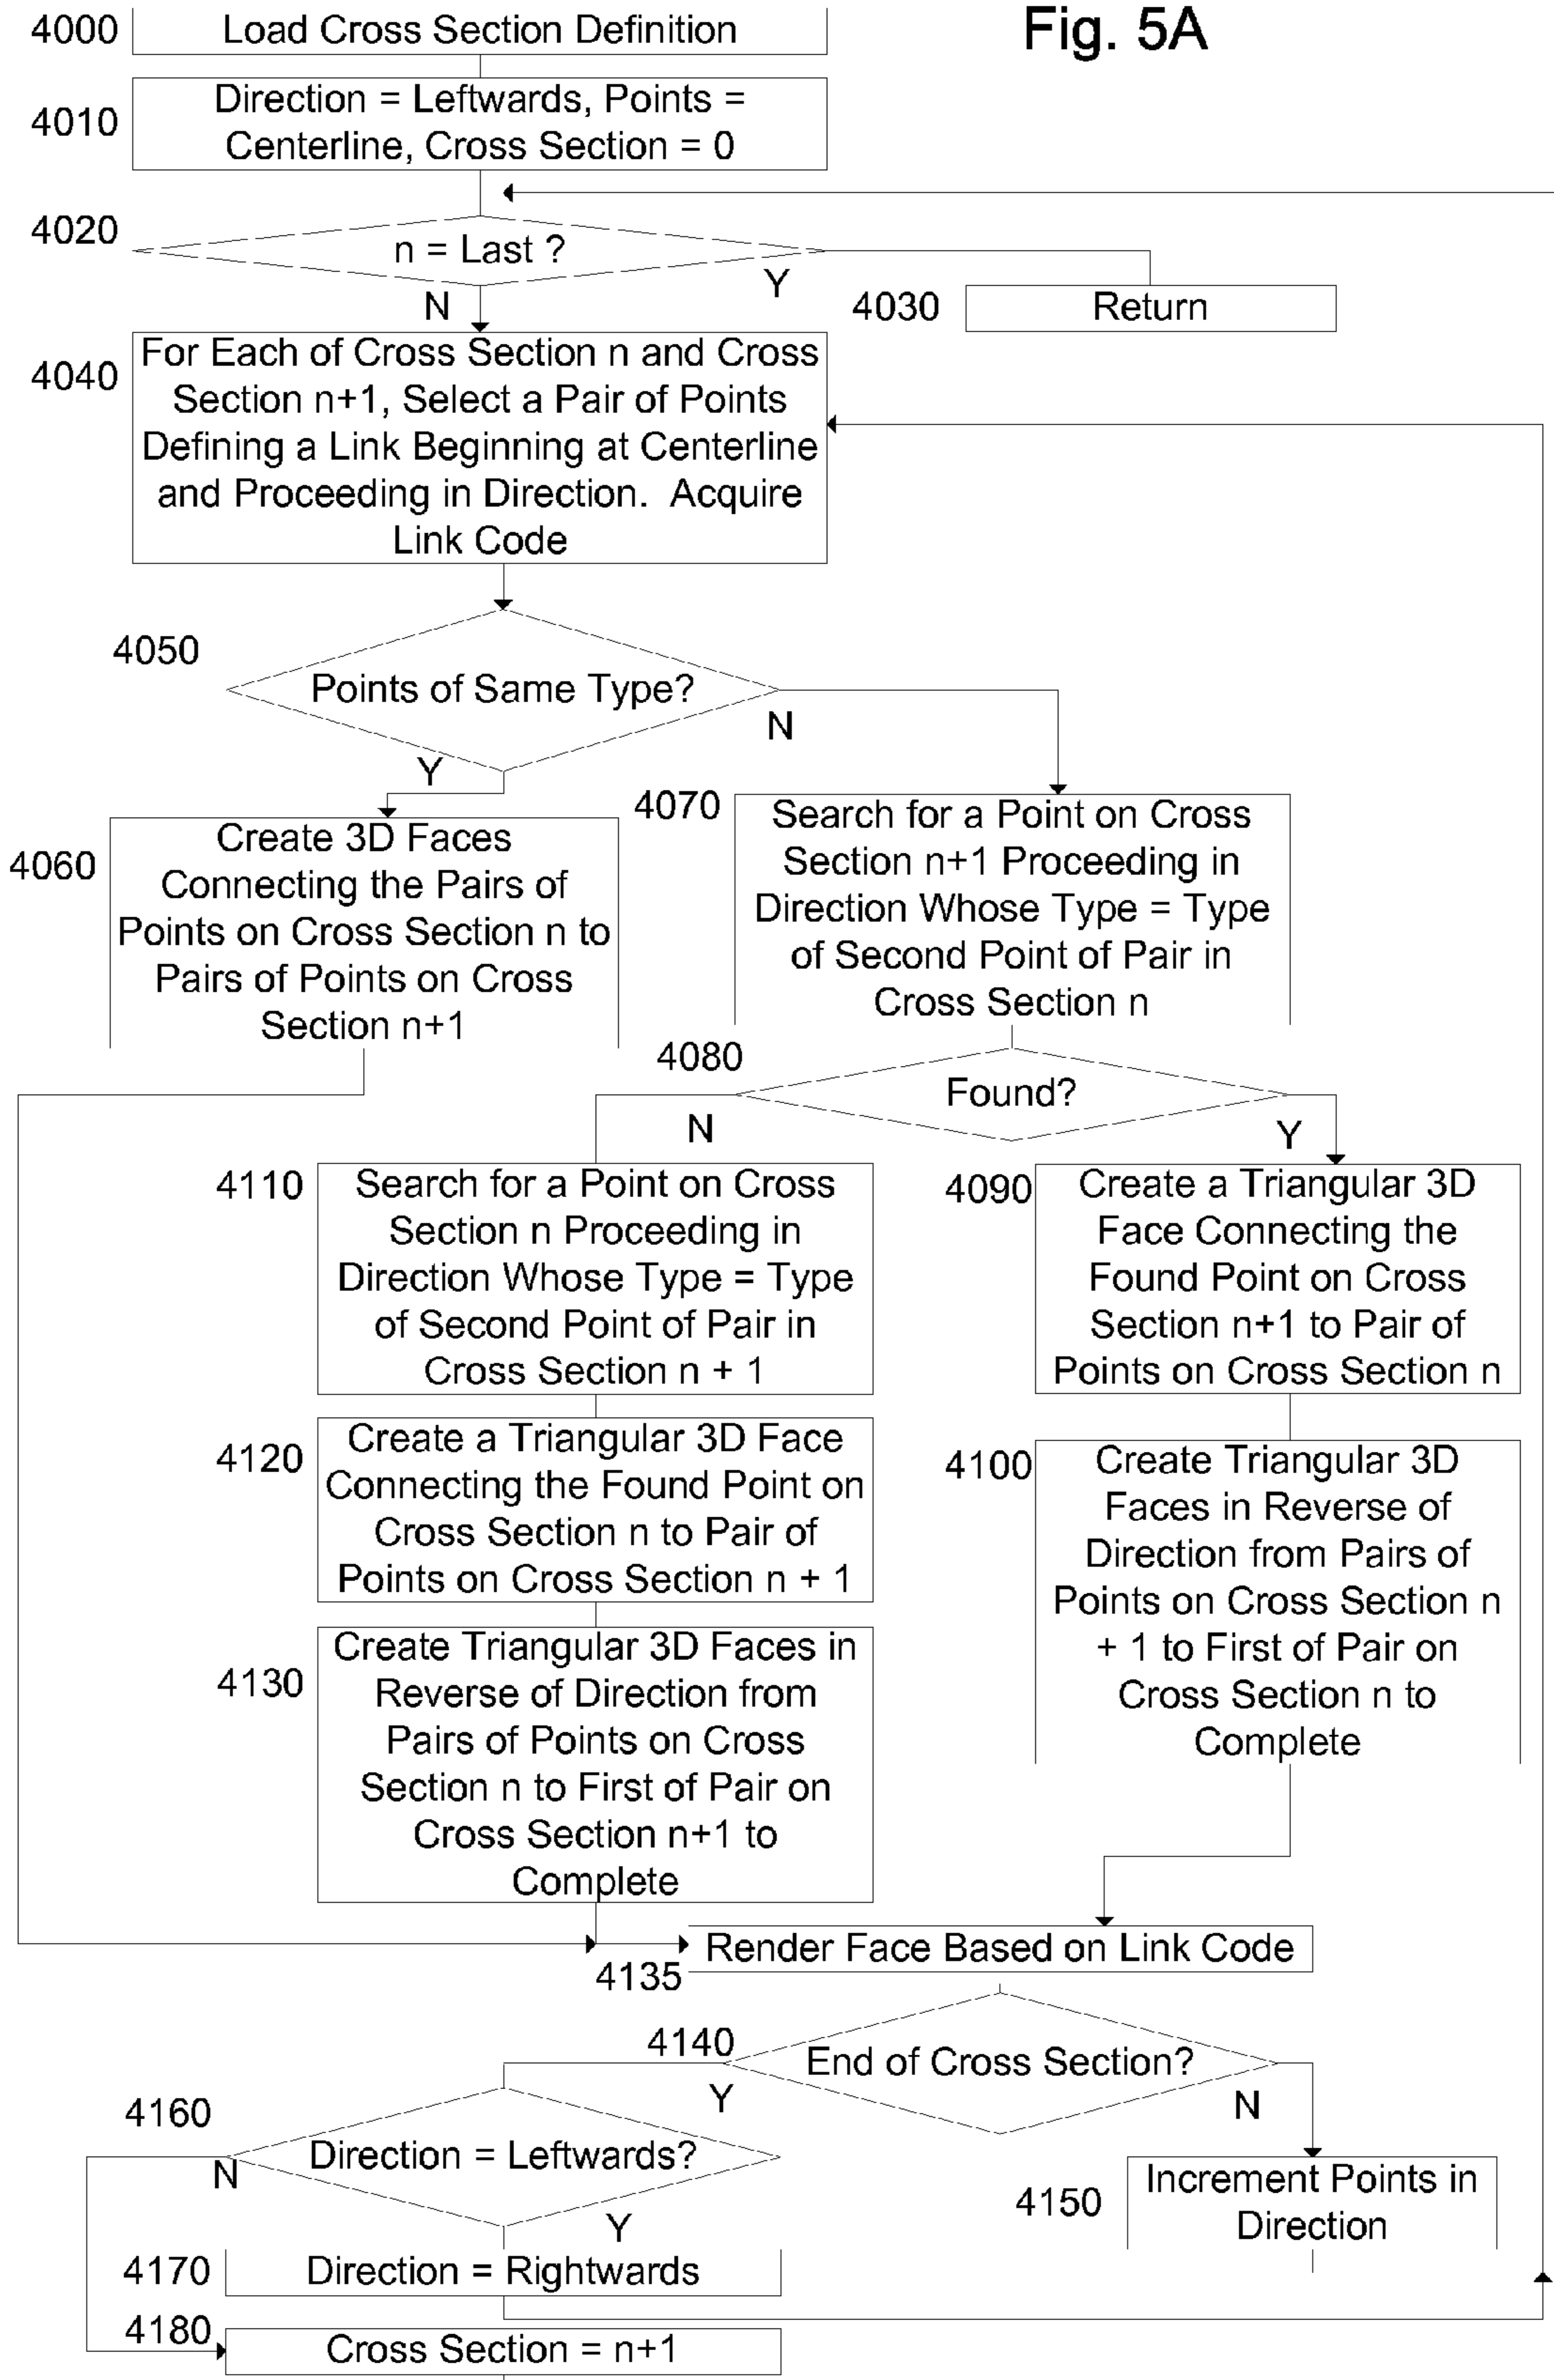 Fig. 5A
4000
Load Cross Section Definition
4010
Direction = Leftwards, Points =
Centerline, Cross Section = 0
4020
n = Last ?
Y
N
4030
Return
4040
For Each of Cross Section n and Cross
Section n+1, Select a Pair of Points
Defining a Link Beginning at Centerline
and Proceeding in Direction.  Acquire
Link Code
4050
Points of Same Type?
N
Y
4060
Create 3D Faces
Connecting the Pairs of
Points on Cross Section n to
Pairs of Points on Cross
Section n+1
4070
Search for a Point on Cross
Section n+1 Proceeding in
Direction Whose Type = Type
of Second Point of Pair in
Cross Section n
4080
Found?
N
Y
4110
Search for a Point on Cross
Section n Proceeding in
Direction Whose Type = Type
of Second Point of Pair in
Cross Section n + 1
4090
Create a Triangular 3D
Face Connecting the
Found Point on Cross
Section n+1 to Pair of
Points on Cross Section n
4120
Create a Triangular 3D Face
Connecting the Found Point on
Cross Section n to Pair of
Points on Cross Section n + 1
4100
Create Triangular 3D
Faces in Reverse of
Direction from Pairs of
Points on Cross Section n
+ 1 to First of Pair on
Cross Section n to
Complete
4130
Create Triangular 3D Faces in
Reverse of Direction from
Pairs of Points on Cross
Section n to First of Pair on
Cross Section n+1 to
Complete
4135
Render Face Based on Link Code
4140
End of Cross Section?
Y
N
4160
Direction = Leftwards?
N
Y
4150
Increment Points in
Direction
4170
Direction = Rightwards
4180
Cross Section = n+1